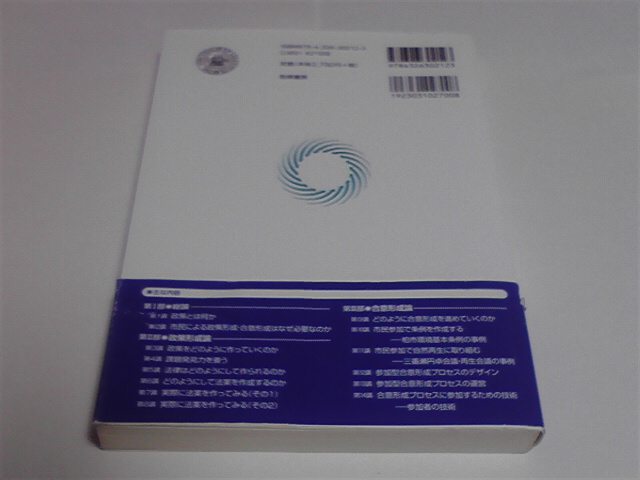 9784326302123
1923031027008
●主な内容
第Ⅰ部●総論
第1講 政策とは何か
第2講 市民による政策形成・合意形成はなぜ必要なのか
第Ⅱ部●政策形成論
第3講 政策をどのように作っていくのか
第4講 課題発見力を養う
第5講 法律はどのようにして作られるのか
第6講 どのようにして法案を作成するのか
第7講 実際に法案を作ってみる(その1)
第8講 実際に法案を作ってみる(その2)
第Ⅲ部●合意形成論
第9講 どのように合意形成を進めていくのか
第10講 市民参加で条例を作成する
──柏市環境基本条例の事例
第11講 市民参加で自然再生に取り組む
──三番瀬円卓会議・再生会議の事例
第12講 参加型合意形成プロセスのデザイン
第13講 参加型合意形成プロセスの運営
第14講 合意形成プロセスに参加するための技術
──参加者の技術